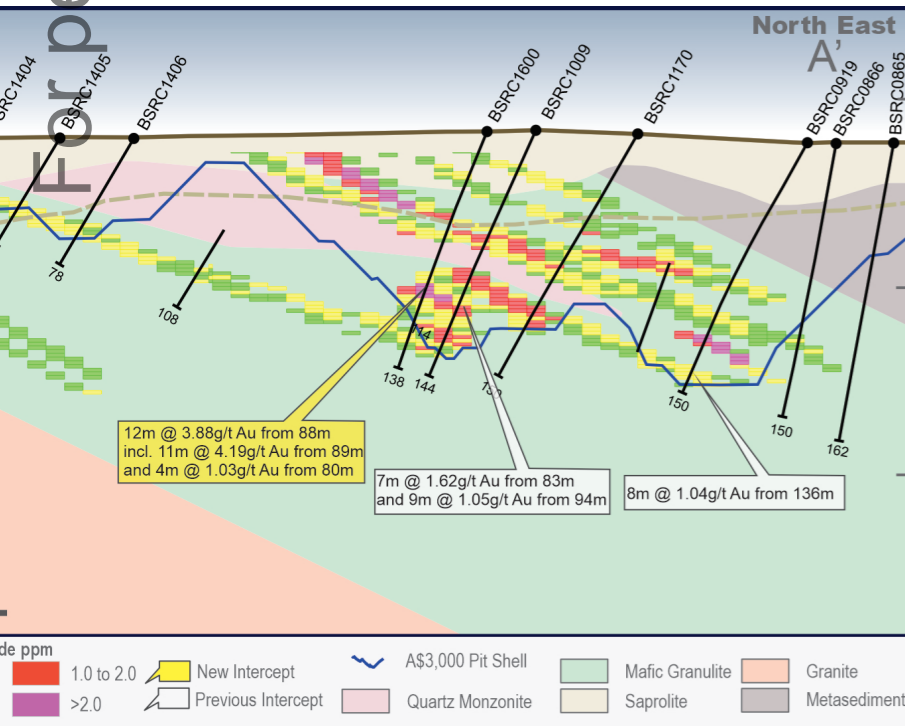 For pe
North East
A'
SRC1404
BSRC1405
BSRC1406
BSRC1600
BSRC1009
BSRC1170
BSRC0919
BSRC0866
BSRC0865
78
108
114
138
144
150
150
162
12m @ 3.88g/t Au from 88m
incl. 11m @ 4.19g/t Au from 89m
and 4m @ 1.03g/t Au from 80m
7m @ 1.62g/t Au from 83m
and 9m @ 1.05g/t Au from 94m
8m @ 1.04g/t Au from 136m
de ppm
1.0 to 2.0
>2.0
New Intercept
Previous Intercept
A$3,000 Pit Shell
Quartz Monzonite
Mafic Granulite
Saprolite
Granite
Metasediment